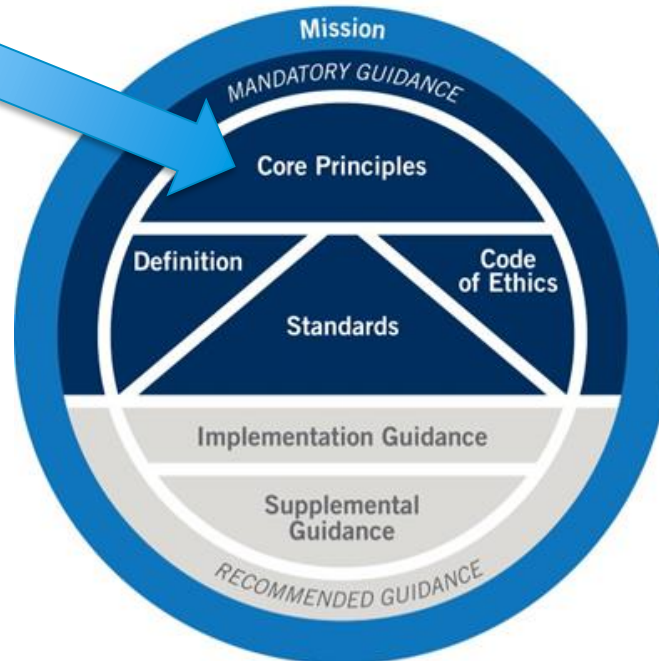 Mission
MANDATORY GUIDANCE
Core Principles
Definition
Code
of Ethics
Standards
Implementation Guidance
Supplemental
Guidance
RECOMMENDED GUIDANCE